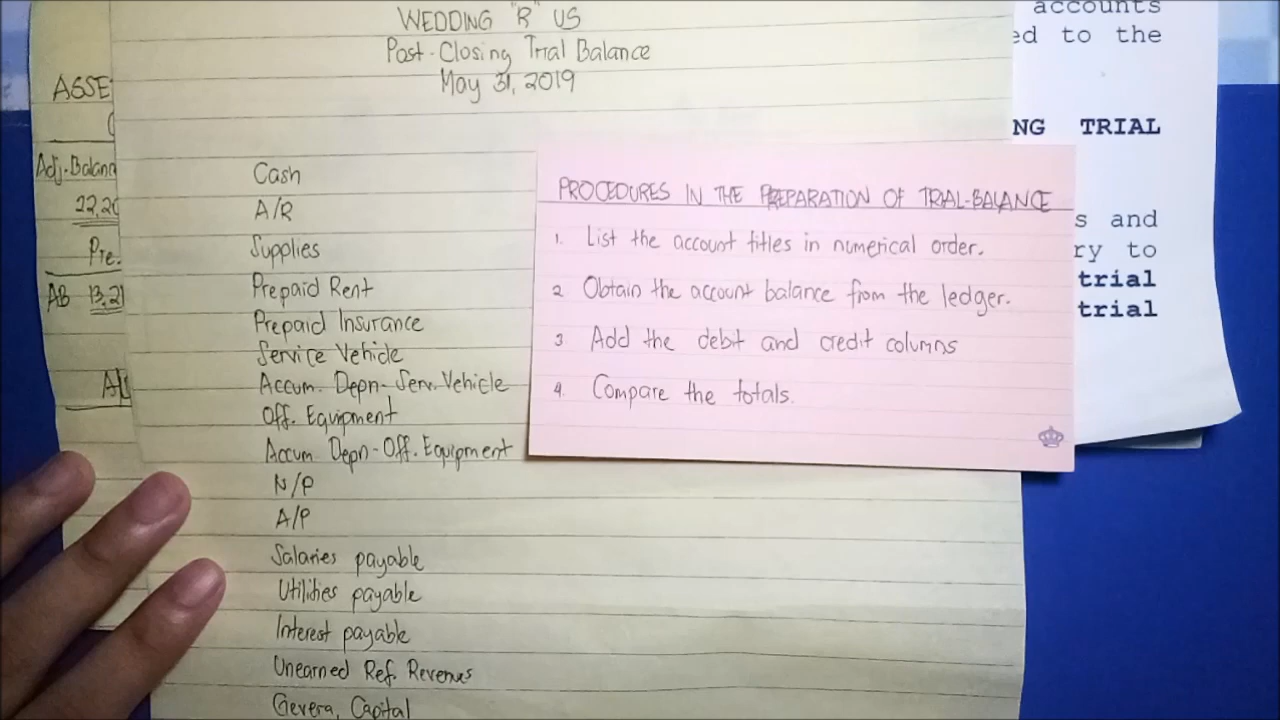 WEDDING "R" US
Post-Closing Trial Balance
May 31, 2019
Cash
A/R
Supplies
Prepaid Rent
Prepaid Insurance
Service Vehicle
Accum. Depn-Serv. Vehicle
Off. Equipment
Accum. Depn-Off. Equipment
N/P
A/P
Salaries payable
Utilities payable
Interest payable
Unearned Ref. Revenues
Gevera, Capital
PROCEDURES IN THE PREPARATION OF TRIAL-BALANCE
1. List the account titles in numerical order.
2 Obtain the account balance from the ledger.
3 Add the debit and credit columns
4. Compare the totals.
ASSE
Adj-Balanc
22,20
Pre.
AB 13,21
accounts
ed to the
NG TRIAL
s and
ry to
trial
trial